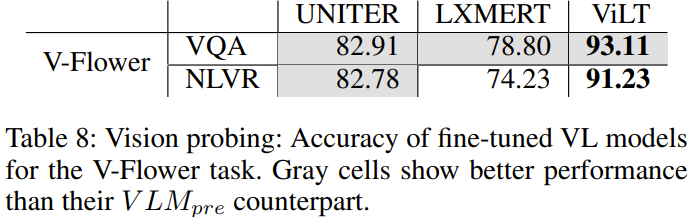 UNITER LXMERT ViLT
V-Flower VQA 82.91 78.80 93.11
NLVR 82.78 74.23 91.23
Table 8: Vision probing: Accuracy of fine-tuned VL models
for the V-Flower task. Gray cells show better performance
than their VLMpre counterpart.